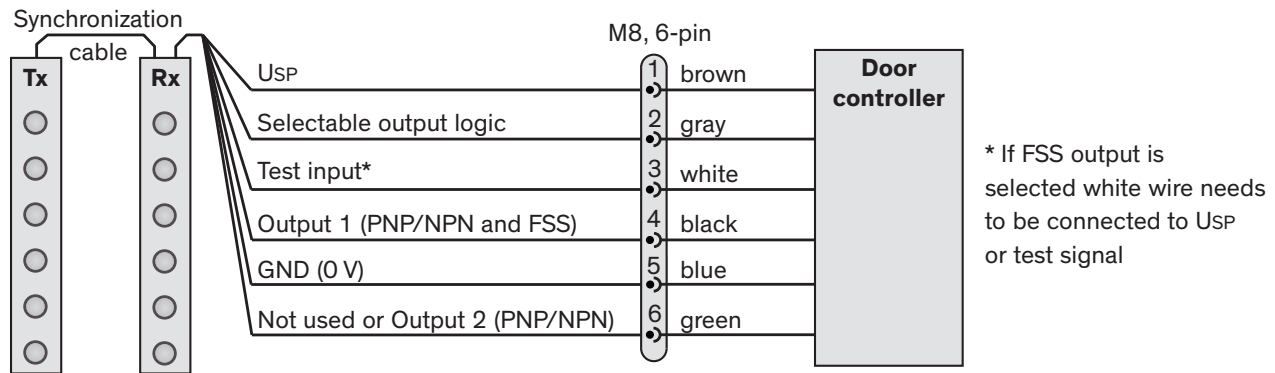 Synchronization
cable
Tx
Rx
M8, 6-pin
USP
1
brown
Selectable output logic
2
gray
Test input*
3
white
Output 1 (PNP/NPN and FSS)
4
black
GND (0 V)
5
blue
Not used or Output 2 (PNP/NPN)
6
green
Door
controller
* If FSS output is
selected white wire needs
to be connected to USP
or test signal